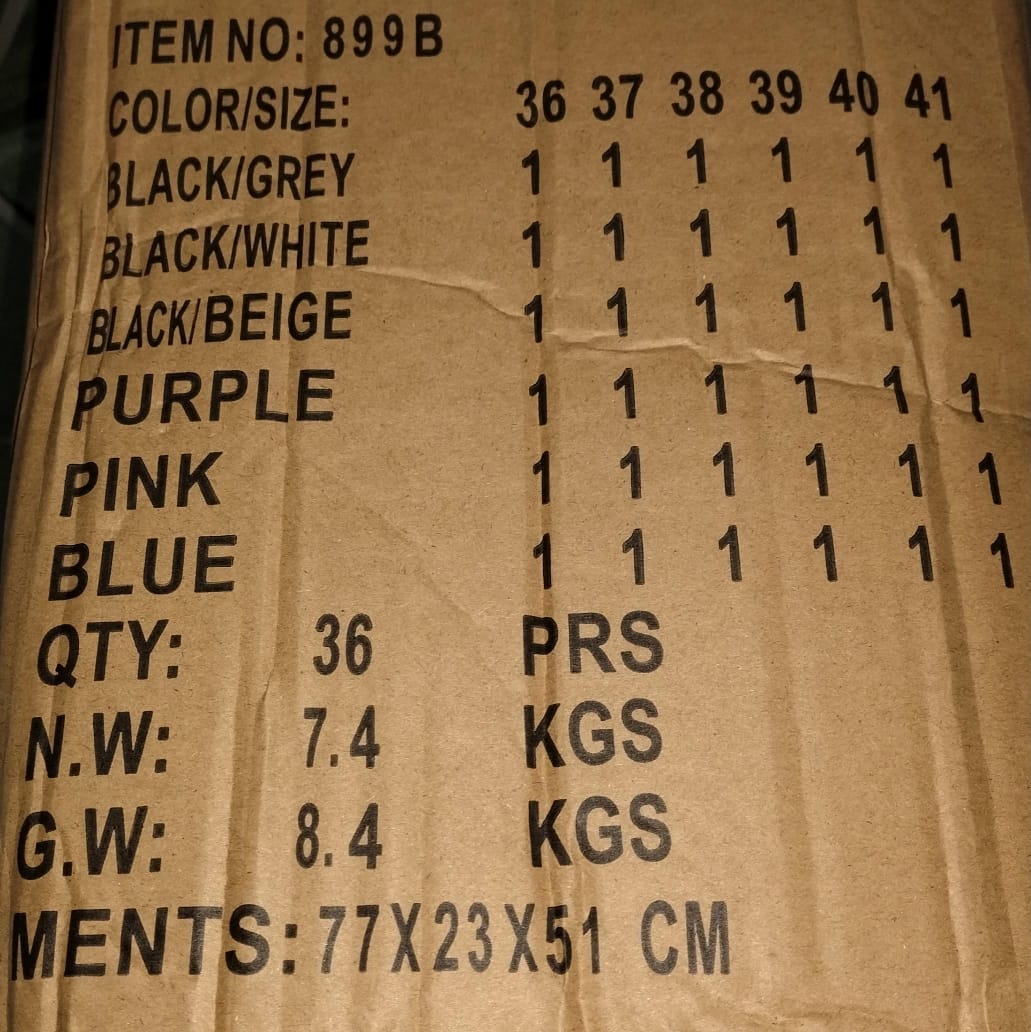 ITEM NO: 899B
COLOR/SIZE: 36 37 38 39 40 41
BLACK/GREY 1 1 1 1 1 1
BLACK/WHITE 1 1 1 1 1 1
BLACK/BEIGE 1 1 1 1 1 1
PURPLE 1 1 1 1 1 1
PINK 1 1 1 1 1 1
BLUE 1 1 1 1 1 1
QTY: 36 PRS
N.W: 7.4 KGS
G.W: 8.4 KGS
MENTS: 77X23X51 CM